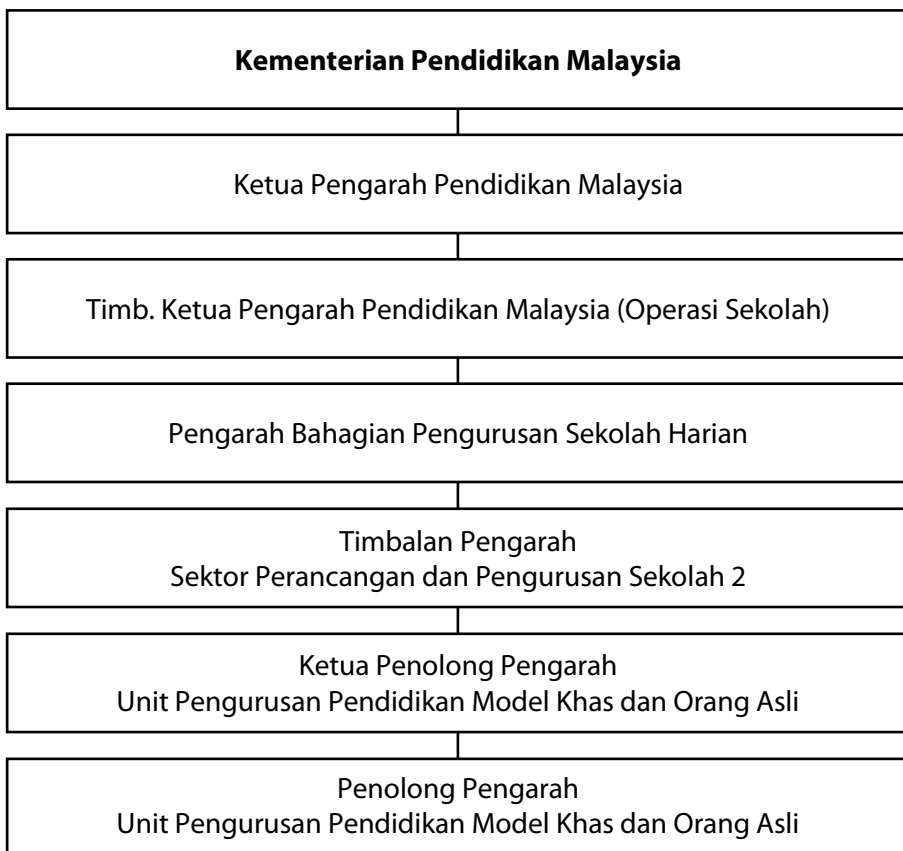 Kementerian Pendidikan Malaysia
Ketua Pengarah Pendidikan Malaysia
Timb. Ketua Pengarah Pendidikan Malaysia (Operasi Sekolah)
Pengarah Bahagian Pengurusan Sekolah Harian
Timbalan Pengarah
Sektor Perancangan dan Pengurusan Sekolah 2
Ketua Penolong Pengarah
Unit Pengurusan Pendidikan Model Khas dan Orang Asli
Penolong Pengarah
Unit Pengurusan Pendidikan Model Khas dan Orang Asli